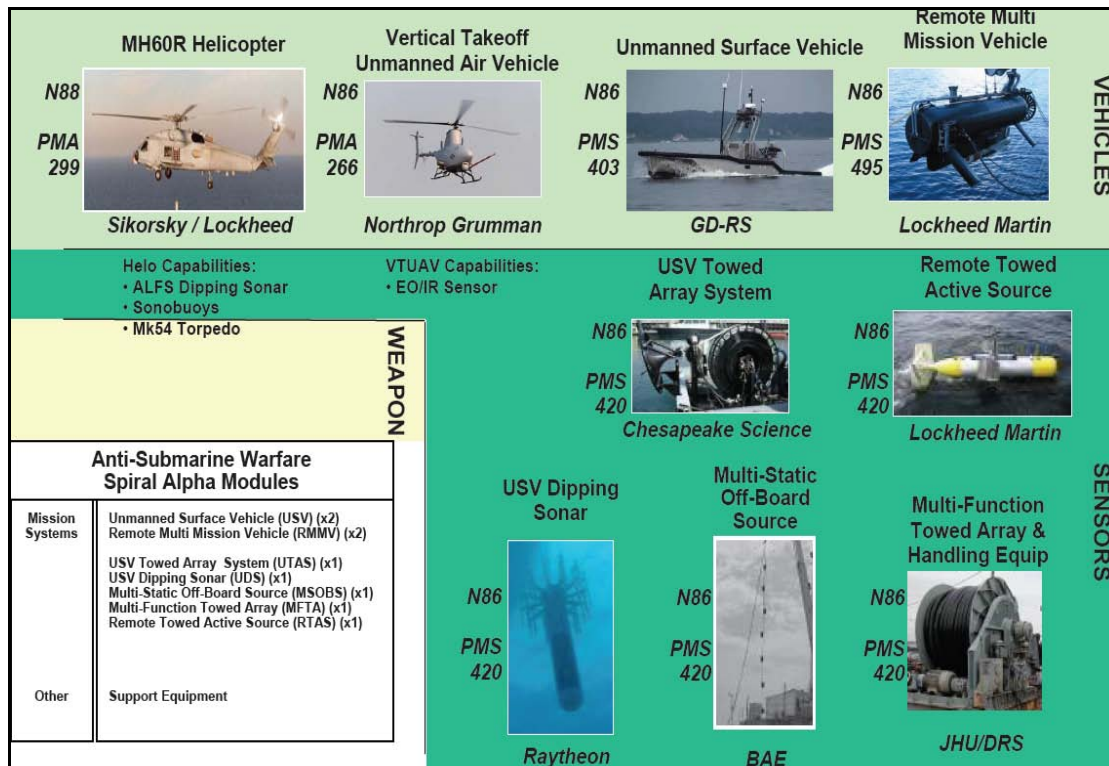 MH60R Helicopter
N88
PMA
299
Sikorsky / Lockheed
Vertical Takeoff
Unmanned Air Vehicle
N86
PMA
266
Northrop Grumman
Unmanned Surface Vehicle
N86
PMS
403
GD-RS
Remote Multi
Mission Vehicle
N86
PMS
495
Lockheed Martin
VEHICLES
Helo Capabilities:
• ALFS Dipping Sonar
• Sonobuoys
• Mk54 Torpedo
VTUAV Capabilities:
• EO/IR Sensor
WEAPON
USV Towed
Array System
N86
PMS
420
Chesapeake Science
Remote Towed
Active Source
N86
PMS
420
Lockheed Martin
SENSORS
Anti-Submarine Warfare
Spiral Alpha Modules
Mission
Systems
Unmanned Surface Vehicle (USV) (x2)
Remote Multi Mission Vehicle (RMMV) (x2)
USV Towed Array System (UTAS) (x1)
USV Dipping Sonar (UDS) (x1)
Multi-Static Off-Board Source (MSOBS) (x1)
Multi-Function Towed Array (MFTA) (x1)
Remote Towed Active Source (RTAS) (x1)
Other
Support Equipment
USV Dipping
Sonar
N86
PMS
420
Raytheon
Multi-Static
Off-Board
Source
N86
PMS
420
BAE
Multi-Function
Towed Array &
Handling Equip
N86
PMS
420
JHU/DRS